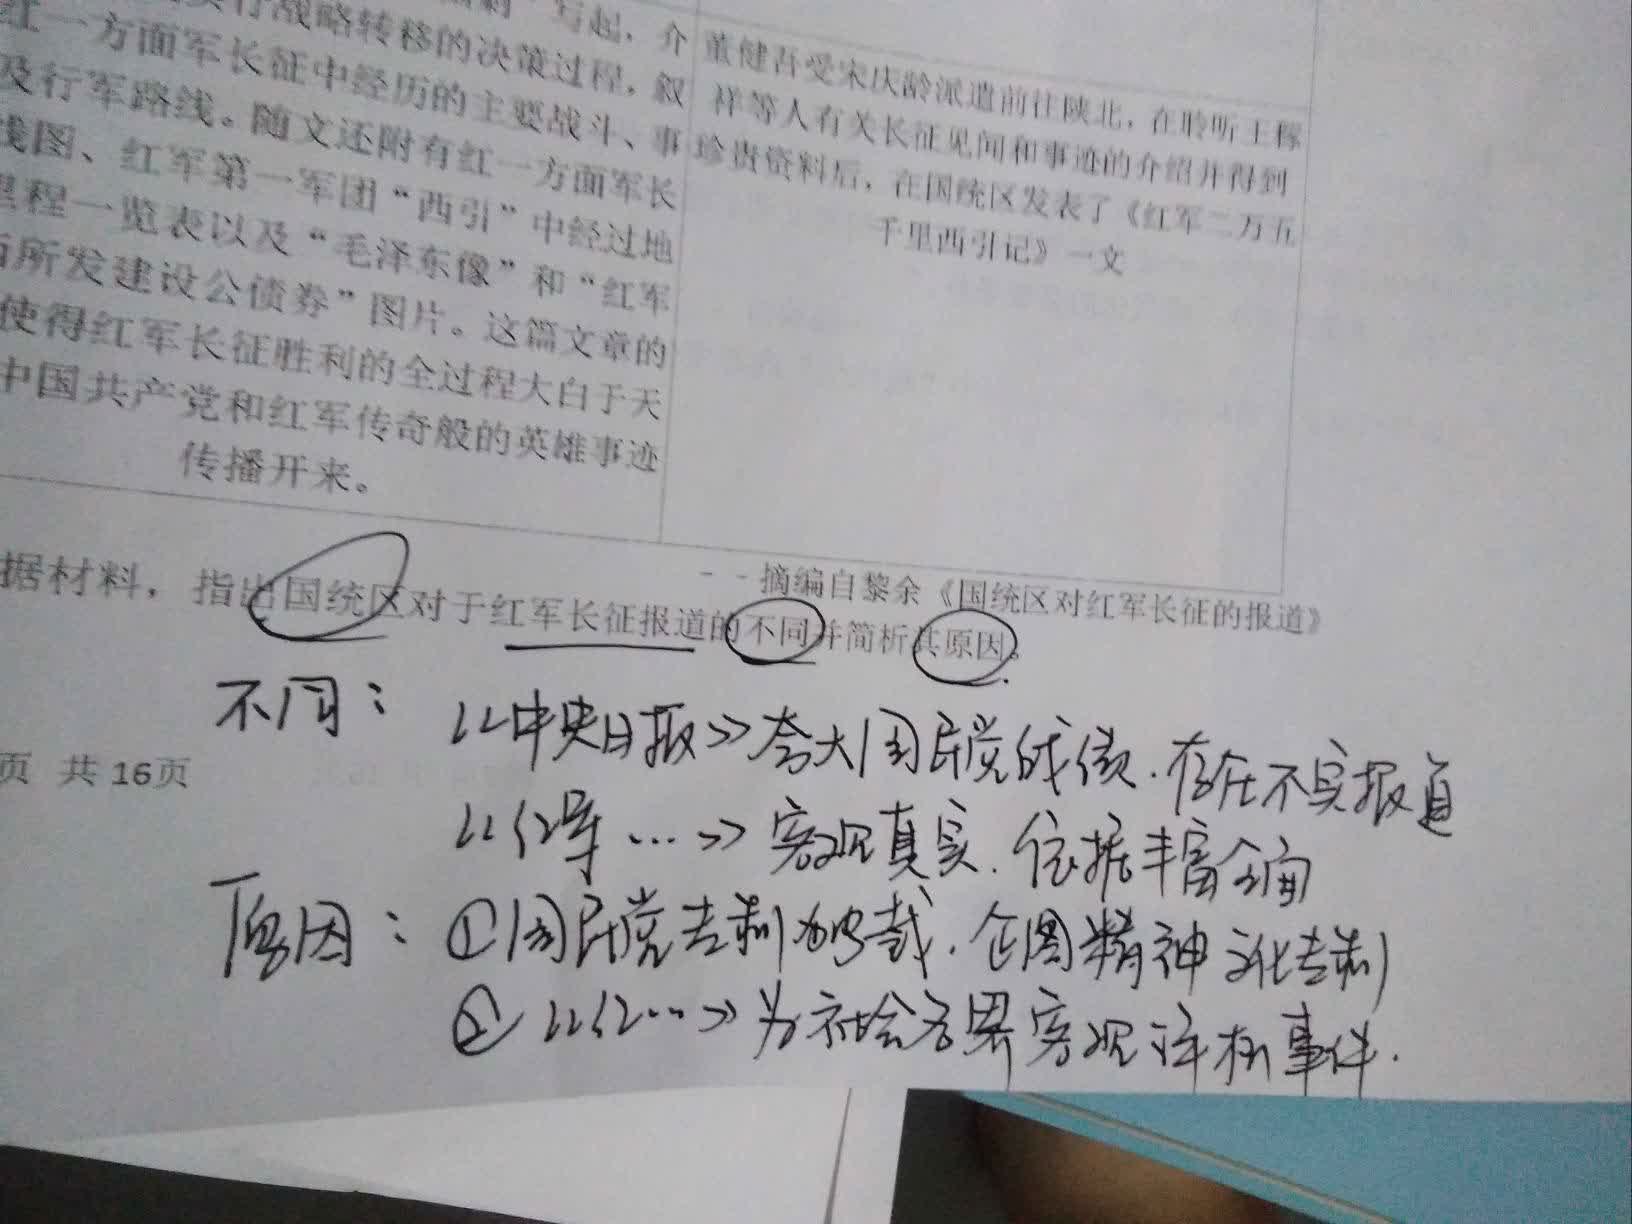 行战略转移的决策过程，叙
写起，介
红一方面军长征中经历的主要战斗、事
及行军路线。随文还附有红一方面军长
线图、红军第一军团“西引”中经过地
里程一览表以及“毛泽东像”和“红军
所发建设公债券”图片。这篇文章的
使得红军长征胜利的全过程大白于天
中国共产党和红军传奇般的英雄事迹
传播开来。
董健吾受宋庆龄派遣前往陕北，在聆听王稼
祥等人有关长征见闻和事迹的介绍并得到
珍贵资料后，在国统区发表了《红军二万五
千里西引记》一文
--摘编自黎余《国统区对红军长征的报道》
据材料，指出国统区对于红军长征报道的不同并简析其原因。
不同： 《中央日报》夸大国民党战绩．存在不实报道
页 共16页
《红军…》客观真实．依据丰富全面
原因：①国民党专制独裁．企图精神文化专制
②《红…》为社会各界客观评析事件．